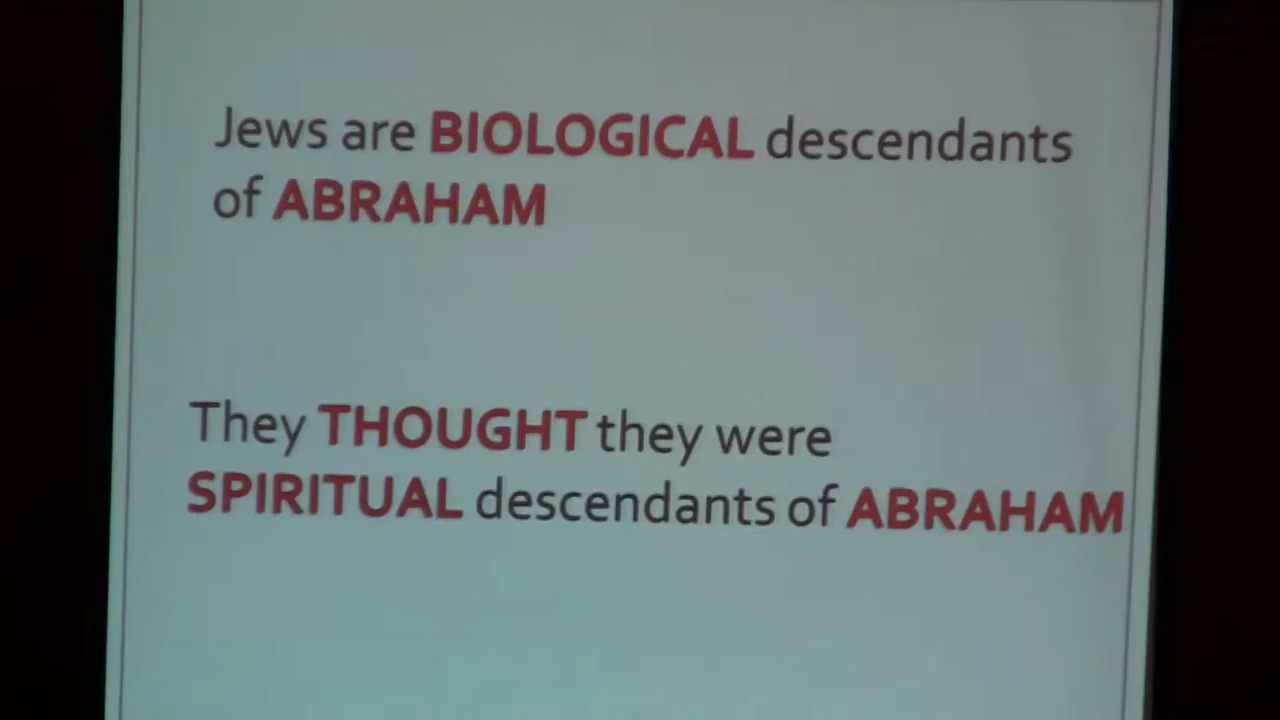 Jews are BIOLOGICAL descendants
of ABRAHAM
They THOUGHT they were
SPIRITUAL descendants of ABRAHAM